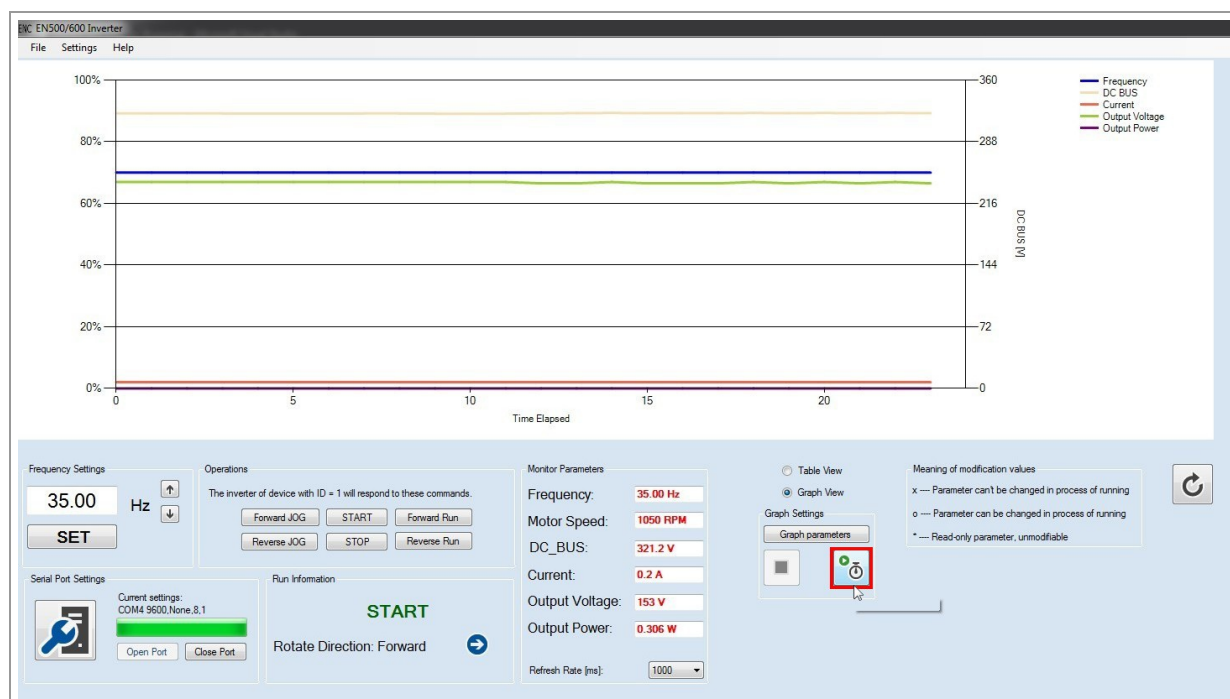 ENC EN500/600 Inverter
File Settings Help
100%
80%
60%
40%
20%
0%
360
288
216
144
72
0
DC BUS [V]
0 5 10 15 20
Time Elapsed
Frequency
DC BUS
Current
Output Voltage
Output Power
Frequency Settings
35.00 Hz
SET
Operations
The inverter of device with ID = 1 will respond to these commands.
Forward JOG START Forward Run
Reverse JOG STOP Reverse Run
Serial Port Settings
Current settings:
COM4 9600,None,8,1
Open Port Close Port
Run Information
START
Rotate Direction: Forward
Monitor Parameters
Frequency: 35.00 Hz
Motor Speed: 1050 RPM
DC_BUS: 321.2 V
Current: 0.2 A
Output Voltage: 153 V
Output Power: 0.306 W
Refresh Rate [ms]: 1000
Table View
Graph View
Graph Settings
Graph parameters
Meaning of modification values
x --- Parameter can't be changed in process of running
o --- Parameter can be changed in process of running
* --- Read-only parameter, unmodifiable